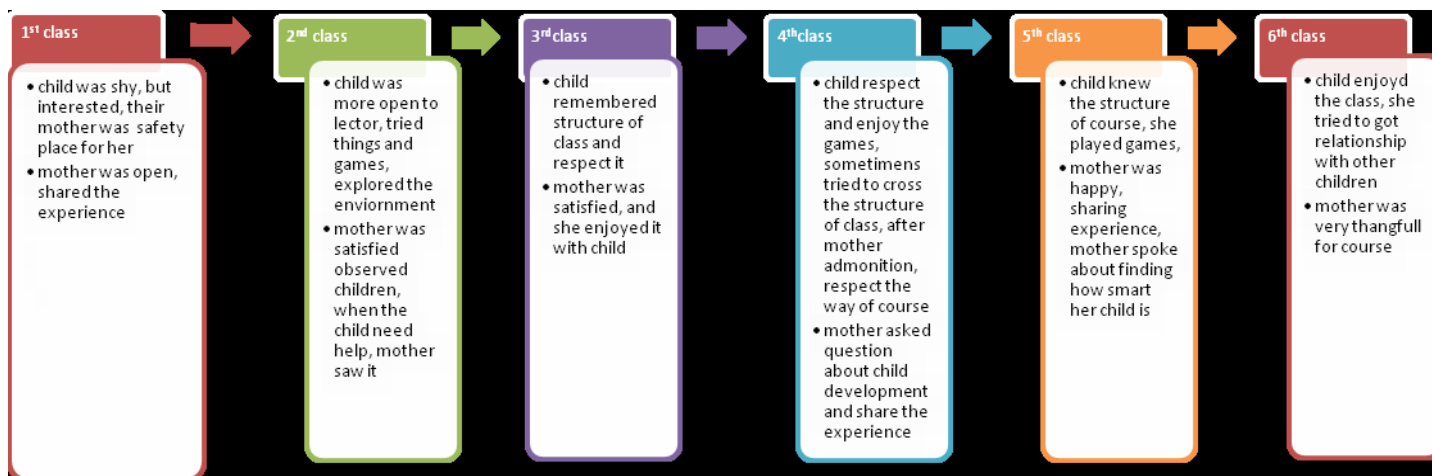 1st class
• child was shy, but
interested, their
mother was safety
place for her
• mother was open,
shared the
experience
2nd class
• child was
more open to
lector, tried
things and
games,
explored the
enviornment
• mother was
satisfied
observed
children,
when the
child need
help, mother
saw it
3rd class
• child
remembered
structure of
class and
respect it
• mother was
satisfied, and
she enjoyed it
with child
4thclass
• child respect
the structure
and enjoy the
games,
sometimens
tried to cross
the structure
of class, after
mother
admonition,
respect the
way of course
• mother asked
question
about child
development
and share the
experience
5th class
• child knew
the structure
of course, she
played games,
• mother was
happy,
sharing
experience,
mother spoke
about finding
how smart
her child is
6th class
• child enjoyd
the class, she
tried to got
relationship
with other
children
• mother was
very thangfull
for course